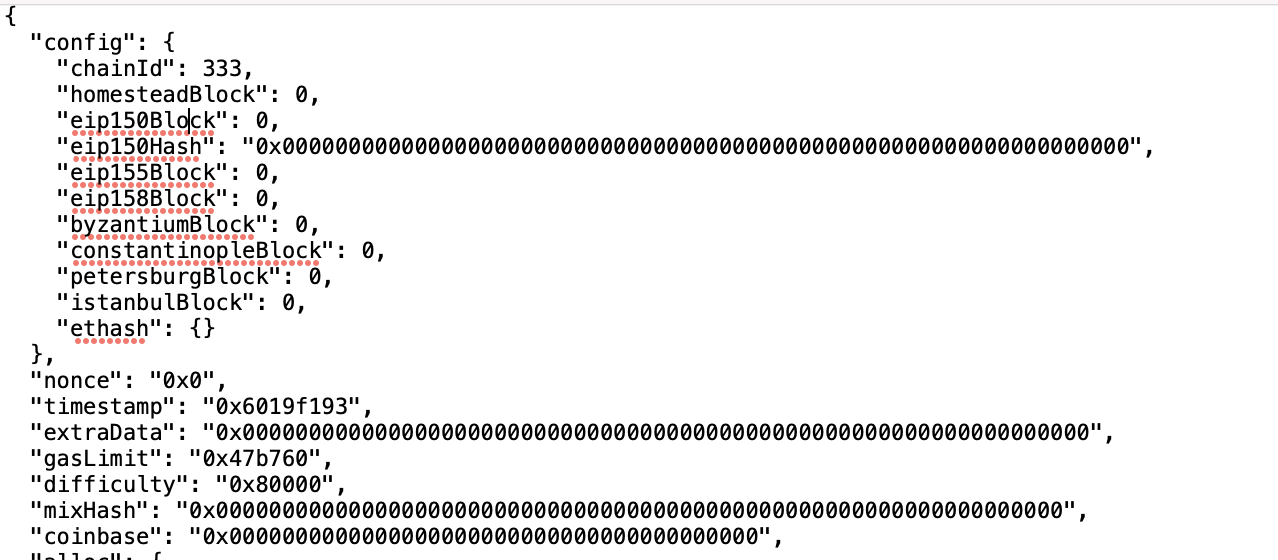 {
"config": {
"chainId": 333,
"homesteadBlock": 0,
"eip150Block": 0,
"eip150Hash": "0x0000000000000000000000000000000000000000000000000000000000000000",
"eip155Block": 0,
"eip158Block": 0,
"byzantiumBlock": 0,
"constantinopleBlock": 0,
"petersburgBlock": 0,
"istanbulBlock": 0,
"ethash": {}
},
"nonce": "0x0",
"timestamp": "0x6019f193",
"extraData": "0x0000000000000000000000000000000000000000000000000000000000000000",
"gasLimit": "0x47b760",
"difficulty": "0x80000",
"mixHash": "0x0000000000000000000000000000000000000000000000000000000000000000",
"coinbase": "0x0000000000000000000000000000000000000000",
"alloc": {